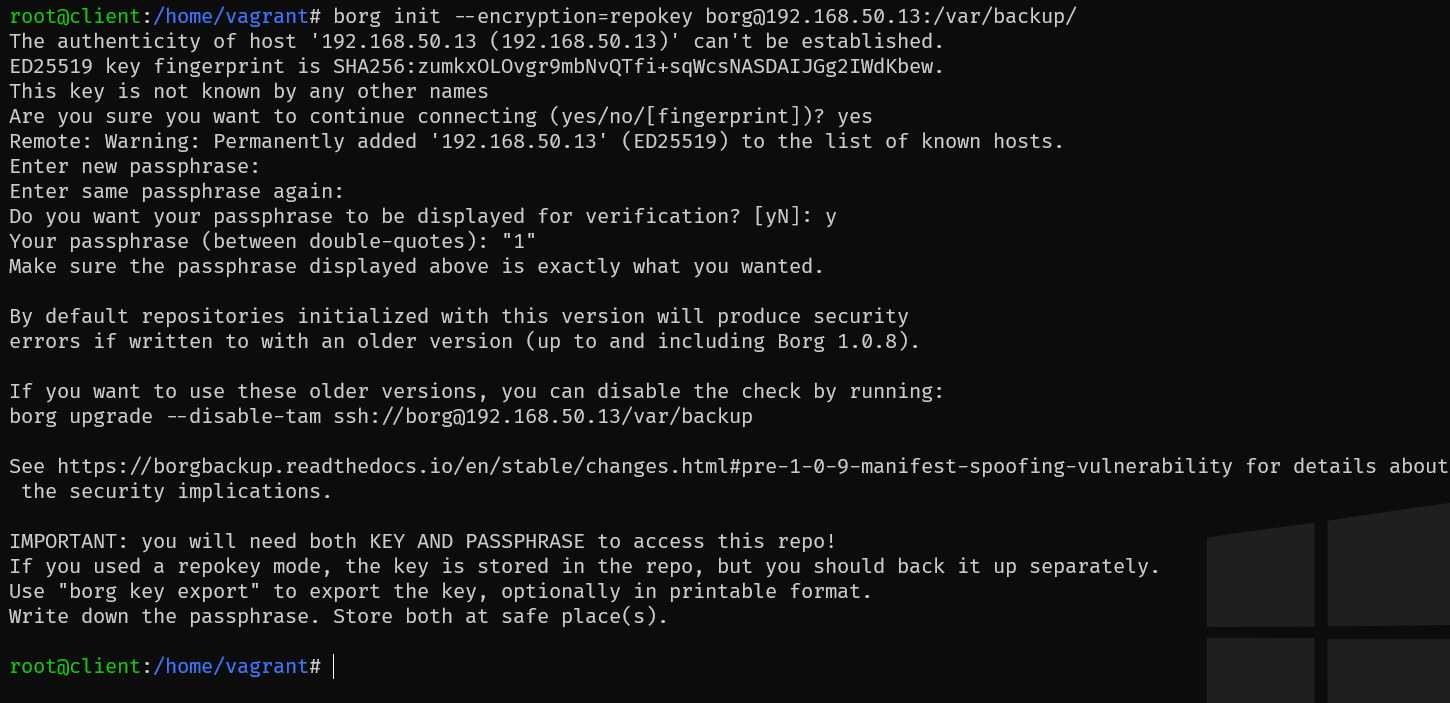 root@client:/home/vagrant# borg init --encryption=repokey borg@192.168.50.13:/var/backup/
The authenticity of host '192.168.50.13 (192.168.50.13)' can't be established.
ED25519 key fingerprint is SHA256:zumkxOLOvgr9mbNvQTfi+sqWcsNASDAIJGg2IWdKbew.
This key is not known by any other names
Are you sure you want to continue connecting (yes/no/[fingerprint])? yes
Remote: Warning: Permanently added '192.168.50.13' (ED25519) to the list of known hosts.
Enter new passphrase:
Enter same passphrase again:
Do you want your passphrase to be displayed for verification? [yN]: y
Your passphrase (between double-quotes): "1"
Make sure the passphrase displayed above is exactly what you wanted.

By default repositories initialized with this version will produce security
errors if written to with an older version (up to and including Borg 1.0.8).

If you want to use these older versions, you can disable the check by running:
borg upgrade --disable-tam ssh://borg@192.168.50.13/var/backup

See https://borgbackup.readthedocs.io/en/stable/changes.html#pre-1-0-9-manifest-spoofing-vulnerability for details about
 the security implications.

IMPORTANT: you will need both KEY AND PASSPHRASE to access this repo!
If you used a repokey mode, the key is stored in the repo, but you should back it up separately.
Use "borg key export" to export the key, optionally in printable format.
Write down the passphrase. Store both at safe place(s).

root@client:/home/vagrant#